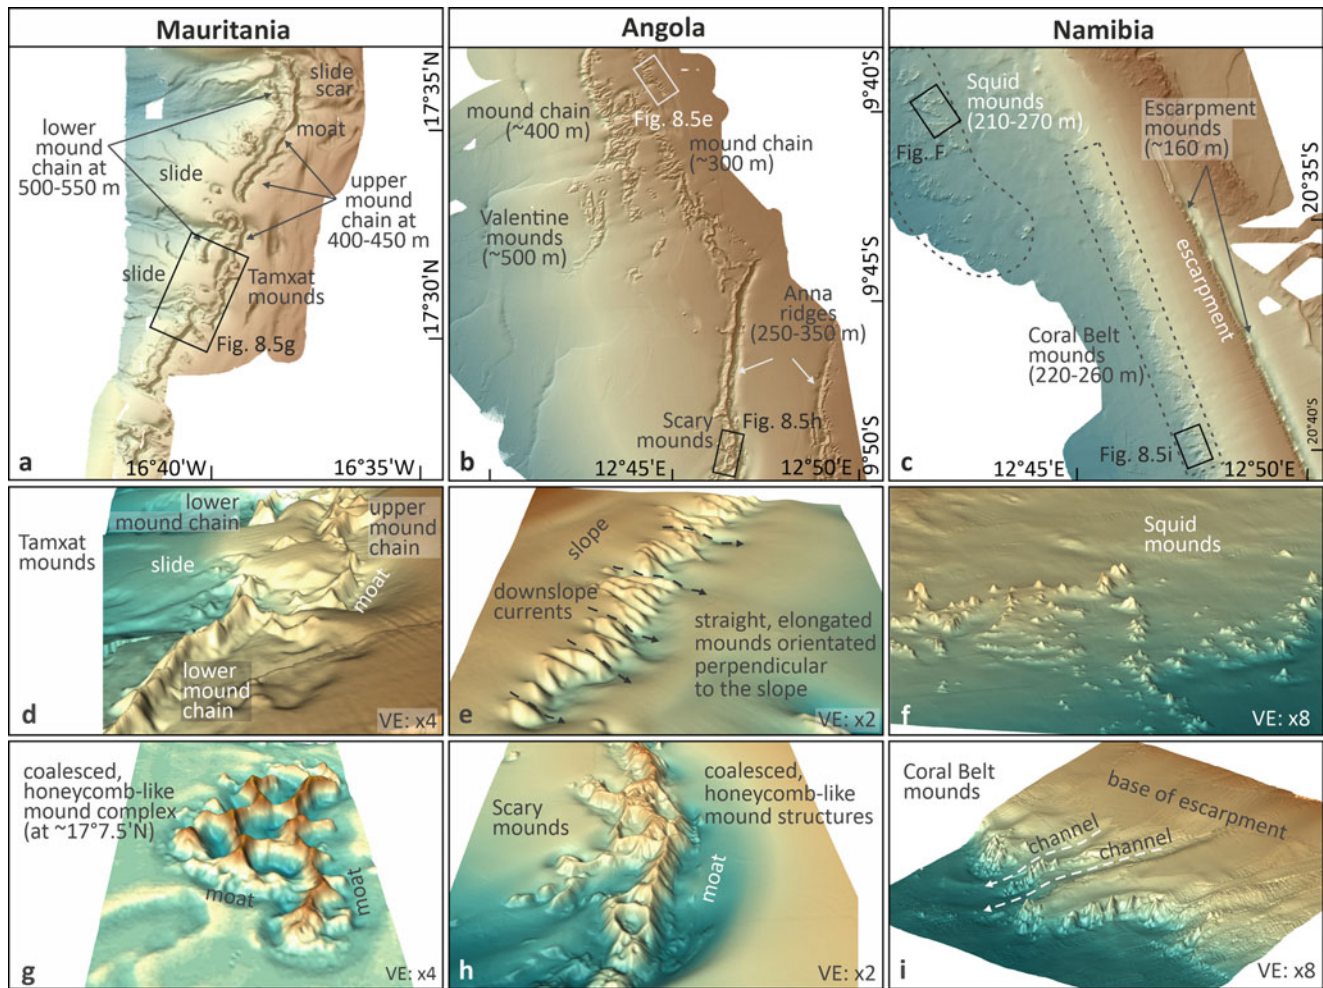 Mauritania
Angola
Namibia
slide
scar
moat
lower
mound
chain at
500-550 m
slide
upper
mound
chain at
400-450 m
slide
Tamxat
mounds
Fig. 8.5g
17°35'N
17°30'N
a
16°40'W
16°35'W
mound chain
(~400 m)
Fig. 8.5e
mound chain
(~300 m)
Valentine
mounds
(~500 m)
Anna
ridges
(250-350 m)
Scary
mounds
Fig. 8.5h
9°40'S
9°45'S
9°50'S
b
12°45'E
12°50'E
Squid
mounds
(210-270 m)
Fig. F
Escarpment
mounds
(~160 m)
escarpment
Coral Belt
mounds
(220-260 m)
Fig. 8.5i
20°35'S
20°40'S
c
12°45'E
12°50'E
Tamxat
mounds
lower
mound chain
upper
mound
chain
slide
moat
lower
mound
chain
d
VE: x4
slope
downslope
currents
straight, elongated
mounds orientated
perpendicular
to the slope
e
VE: x2
Squid
mounds
f
VE: x8
coalesced,
honeycomb-like
mound complex
(at ~17°7.5'N)
moat
moat
g
VE: x4
Scary
mounds
coalesced,
honeycomb-like
mound structures
moat
h
VE: x2
Coral Belt
mounds
base of escarpment
channel
channel
i
VE: x8